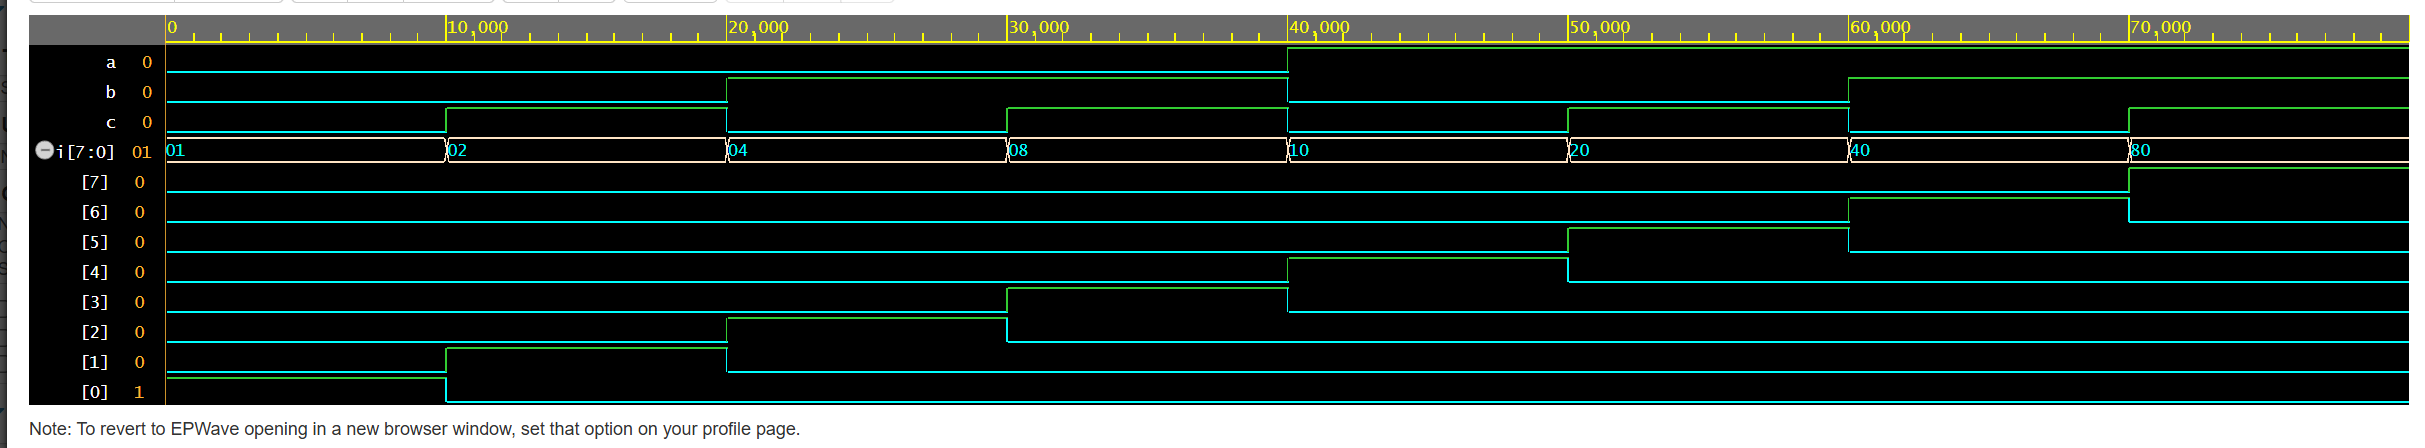 0 10,000 20,000 30,000 40,000 50,000 60,000 70,000
a 0
b 0
c 0
i[7:0] 01 01 02 04 08 10 20 40 80
[7] 0
[6] 0
[5] 0
[4] 0
[3] 0
[2] 0
[1] 0
[0] 1
Note: To revert to EPWave opening in a new browser window, set that option on your profile page.